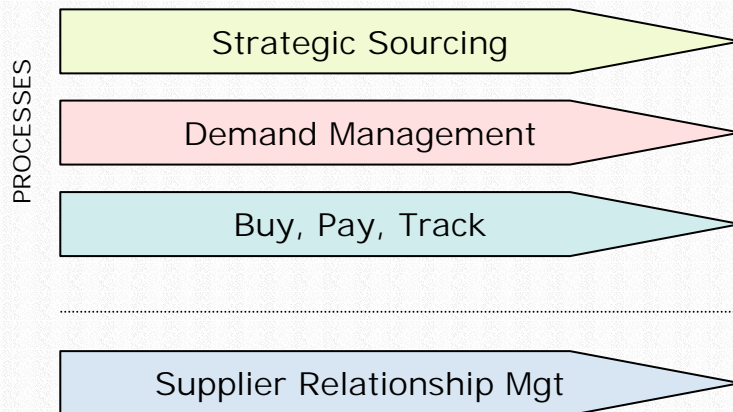 PROCESSES
Strategic Sourcing
Demand Management
Buy, Pay, Track
Supplier Relationship Mgt